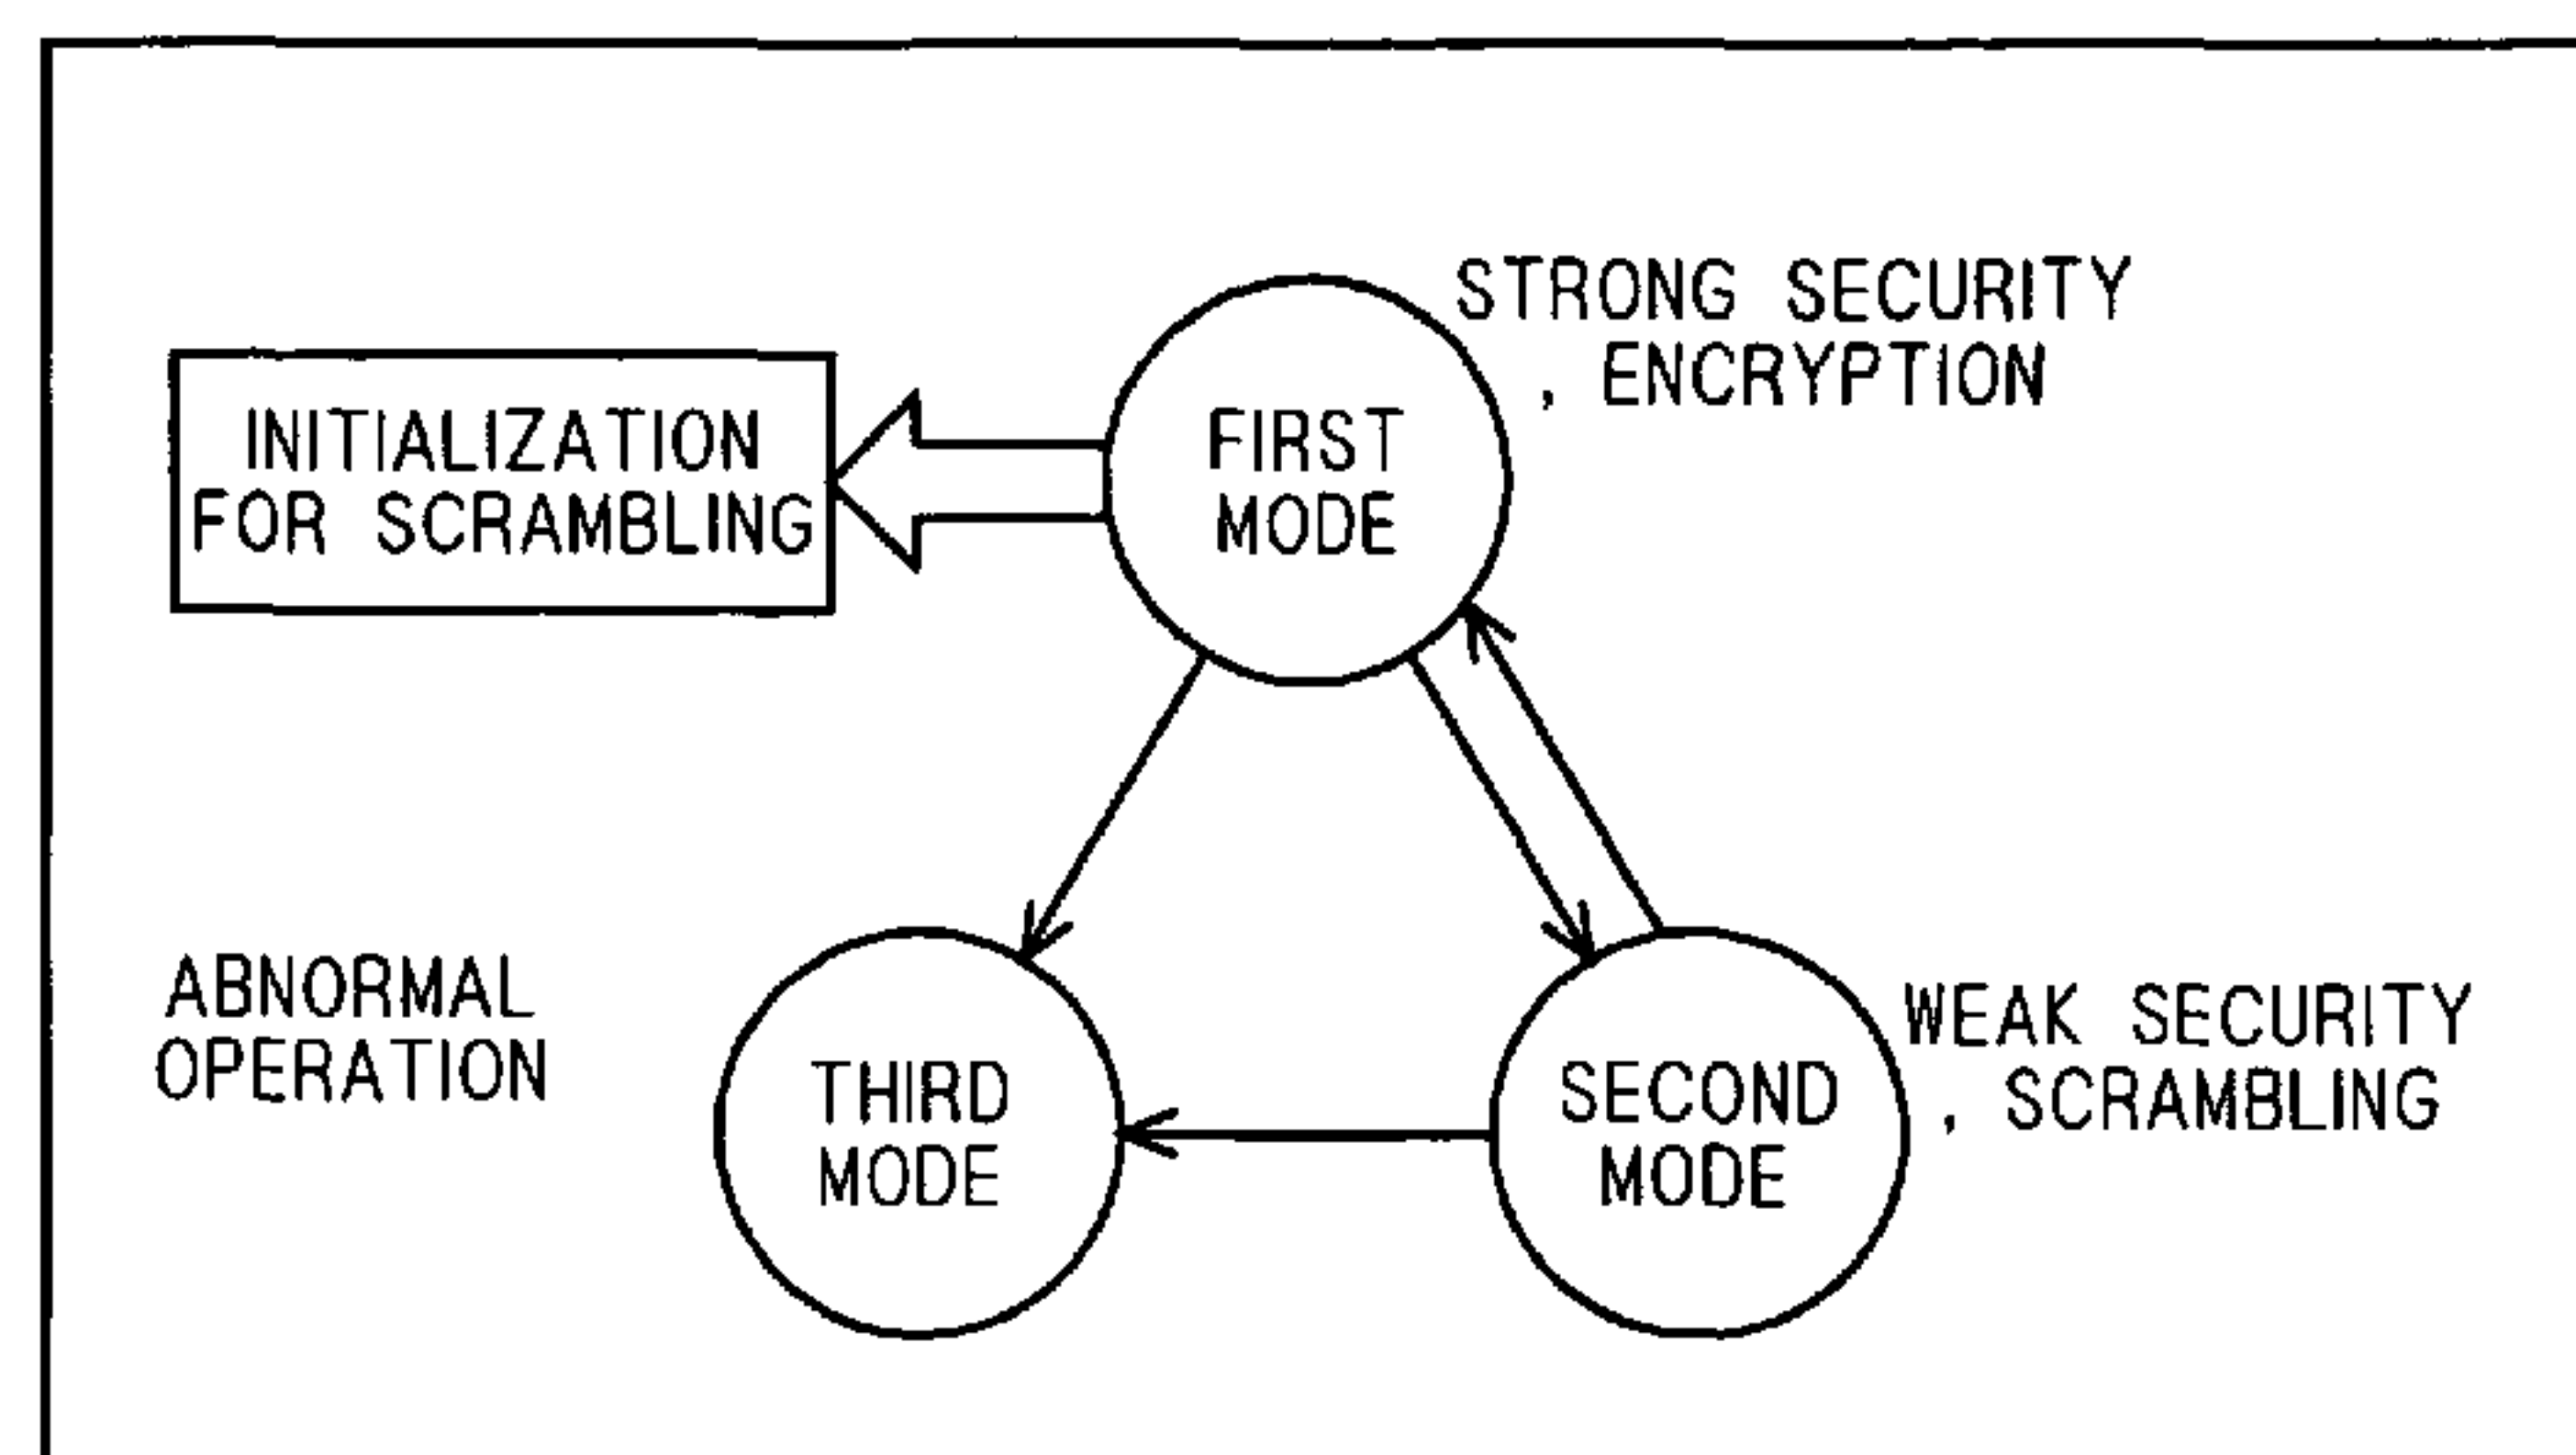 STRONG SECURITY
, ENCRYPTION
INITIALIZATION
FOR SCRAMBLING
FIRST
MODE
ABNORMAL
OPERATION
THIRD
MODE
SECOND
MODE
WEAK SECURITY
, SCRAMBLING